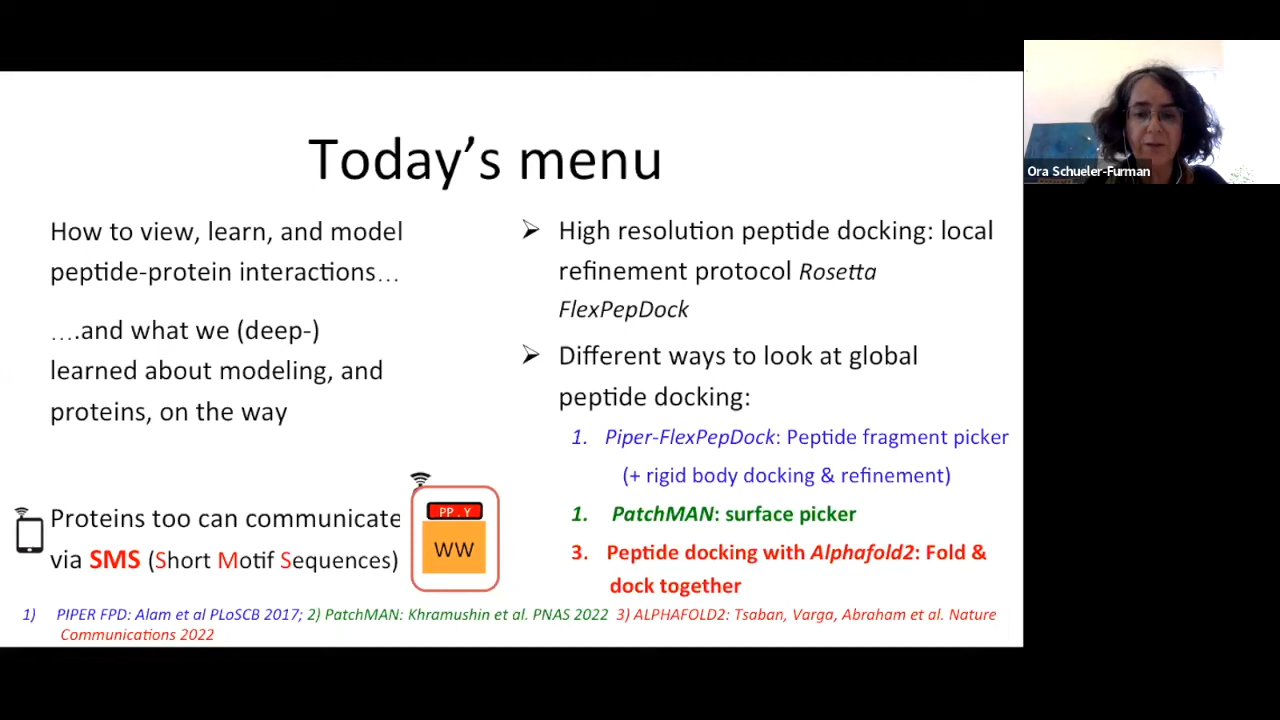 Today's menu
How to view, learn, and model
peptide-protein interactions…
….and what we (deep-)
learned about modeling, and
proteins, on the way
Proteins too can communicate
via SMS (Short Motif Sequences)
PP.Y
WW
➢ High resolution peptide docking: local
refinement protocol Rosetta
FlexPepDock
➢ Different ways to look at global
peptide docking:
1. Piper-FlexPepDock: Peptide fragment picker
(+ rigid body docking & refinement)
1. PatchMAN: surface picker
3. Peptide docking with Alphafold2: Fold &
dock together
1) PIPER FPD: Alam et al PLoSCB 2017; 2) PatchMAN: Khramushin et al. PNAS 2022 3) ALPHAFOLD2: Tsaban, Varga, Abraham et al. Nature
Communications 2022
Ora Schueler-Furman